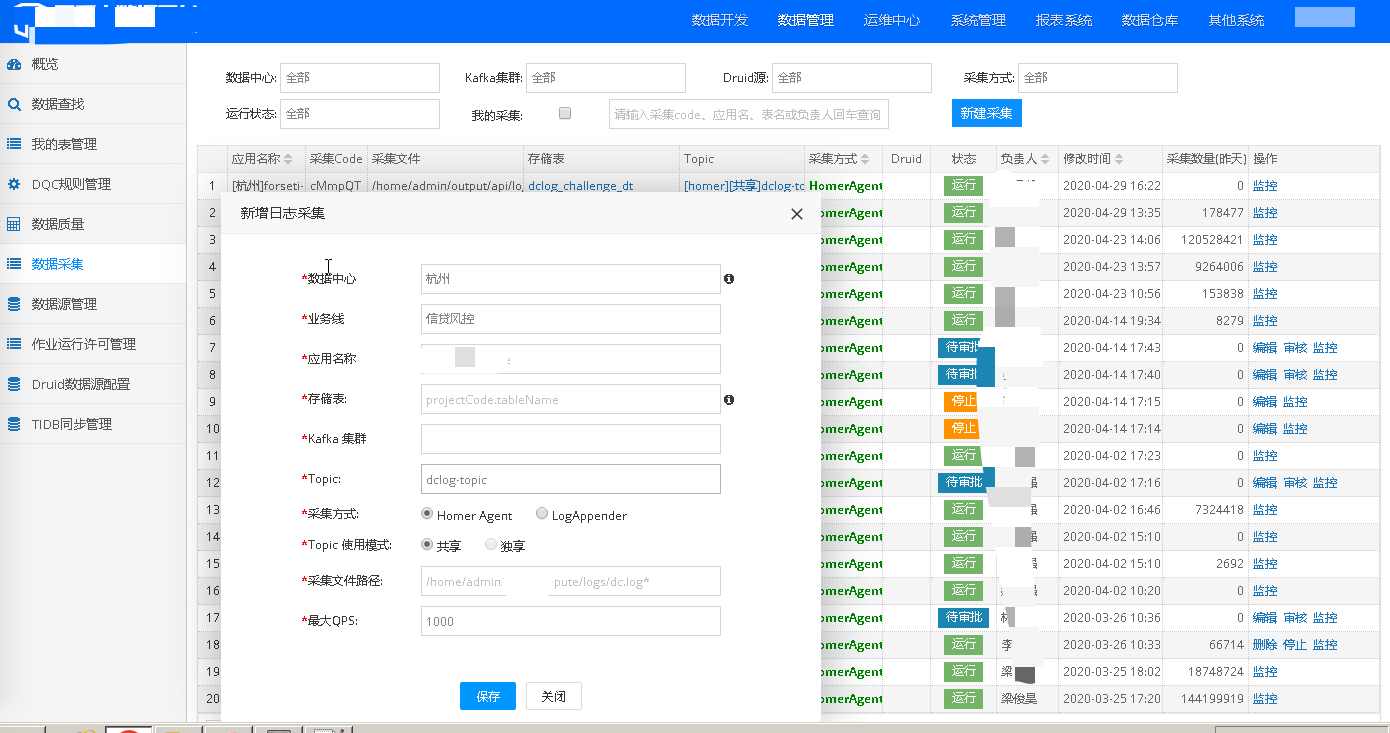 数据开发 数据管理 运维中心 系统管理 报表系统 数据仓库 其他系统
概览
数据查找
我的表管理
DQC规则管理
数据质量
数据采集
数据源管理
作业运行许可管理
Druid数据源配置
TIDB同步管理
数据中心: 全部 Kafka集群: 全部 Druid源: 全部 采集方式: 全部
运行状态: 全部 我的采集: 请输入采集code、应用名、表名或负责人回车查询 新建采集
应用名称 采集Code 采集文件 存储表 Topic 采集方式 Druid 状态 负责人 修改时间 采集数量(昨天) 操作
1 [杭州]forseti- cMmpQT /home/admin/output/api/lo dclog_challenge_dt [homer][共享]dclog-to HomerAgent 运行 2020-04-29 16:22 0 监控
2 omerAgent 运行 2020-04-29 13:35 178477 监控
3 omerAgent 运行 2020-04-23 14:06 120528421 监控
4 omerAgent 运行 2020-04-23 13:57 9264006 监控
5 omerAgent 运行 2020-04-23 10:56 153838 监控
6 omerAgent 运行 2020-04-14 19:34 8279 监控
7 omerAgent 待审批 2020-04-14 17:43 0 编辑 审核 监控
8 omerAgent 待审批 2020-04-14 17:40 0 编辑 审核 监控
9 omerAgent 停止 2020-04-14 17:15 0 编辑 监控
10 omerAgent 停止 2020-04-14 17:14 0 编辑 监控
11 omerAgent 运行 2020-04-02 17:23 0 监控
12 omerAgent 待审批 强 2020-04-02 17:16 0 编辑 审核 监控
13 omerAgent 运行 强 2020-04-02 16:46 7324418 监控
14 omerAgent 运行 强 2020-04-02 15:10 0 监控
15 omerAgent 运行 2020-04-02 15:10 2692 监控
16 omerAgent 运行 强 2020-04-02 10:20 0 监控
17 omerAgent 待审批 2020-03-26 10:36 0 编辑 审核 监控
18 omerAgent 运行 李 2020-03-26 10:33 66714 删除 停止 监控
19 omerAgent 运行 梁 2020-03-25 18:02 18748724 监控
20 omerAgent 运行 梁俊昊 2020-03-25 17:20 144199919 监控
新增日志采集
*数据中心 杭州
*业务线 信贷风控
*应用名称
*存储表: projectCode.tableName
*Kafka 集群
*Topic: dclog-topic
*采集方式: Homer Agent LogAppender
*Topic 使用模式: 共享 独享
*采集文件路径: /home/admin/ pute/logs/dc.log*
*最大QPS: 1000
保存 关闭